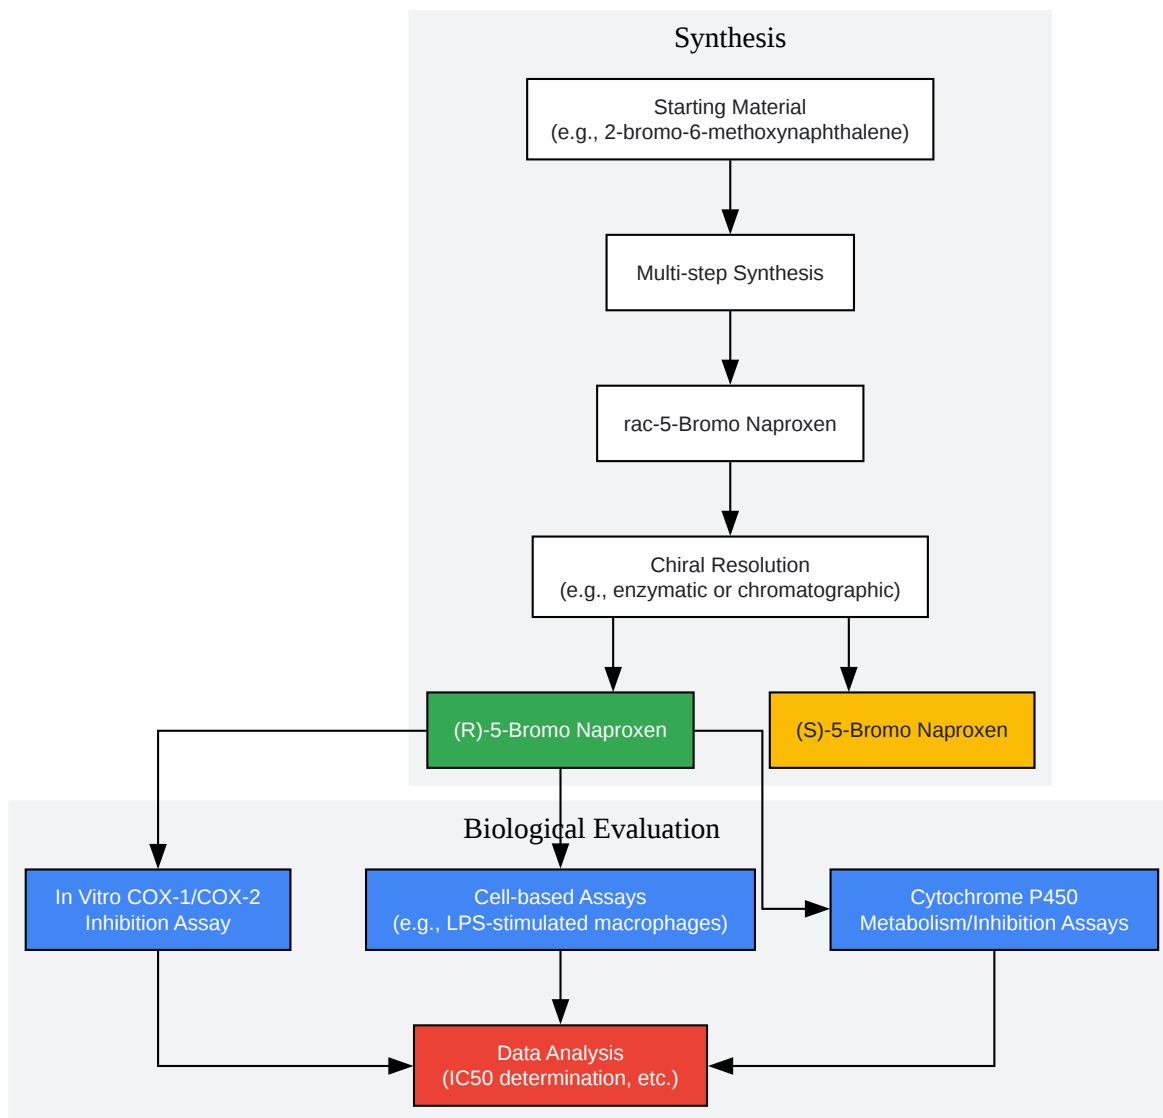 Synthesis
Starting Material
(e.g., 2-bromo-6-methoxynaphthalene)
Multi-step Synthesis
rac-5-Bromo Naproxen
Chiral Resolution
(e.g., enzymatic or chromatographic)
(R)-5-Bromo Naproxen
(S)-5-Bromo Naproxen
Biological Evaluation
In Vitro COX-1/COX-2
Inhibition Assay
Cell-based Assays
(e.g., LPS-stimulated macrophages)
Cytochrome P450
Metabolism/Inhibition Assays
Data Analysis
(IC50 determination, etc.)